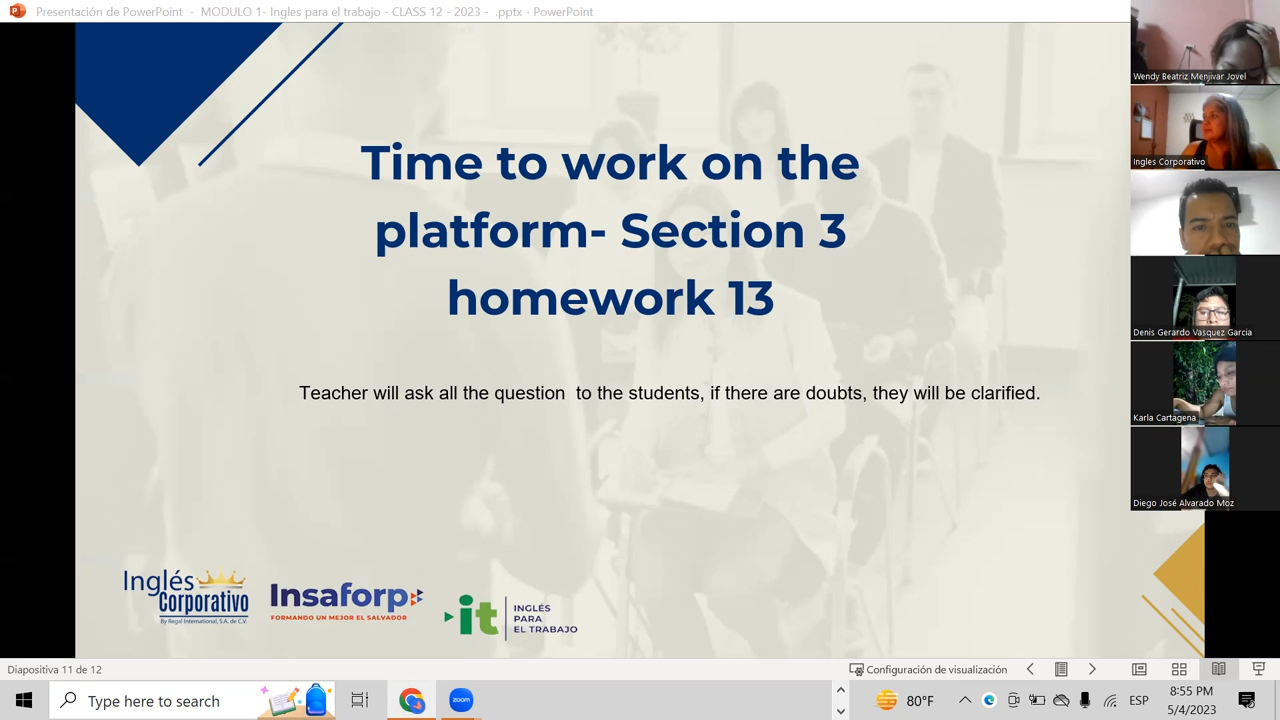 Presentación de PowerPoint - MODULO 1- Ingles para el trabajo - CLASS 12 - 2023 - .pptx - PowerPoint
Wendy Beatriz Menjivar Jovel
Ingles Corporativo
Denis Gerardo Vasquez Garcia
Karla Cartagena
Diego José Alvarado Moz
Time to work on the
platform- Section 3
homework 13
Teacher will ask all the question  to the students, if there are doubts, they will be clarified.
Inglés
Corporativo
By Regal International, S.A. de C.V.
Insaforp
FORMANDO UN MEJOR EL SALVADOR
it
INGLÉS
PARA
EL TRABAJO
Diapositiva 11 de 12
Configuración de visualización
Type here to search
zoom
80°F
ESP
8:55 PM
5/4/2023